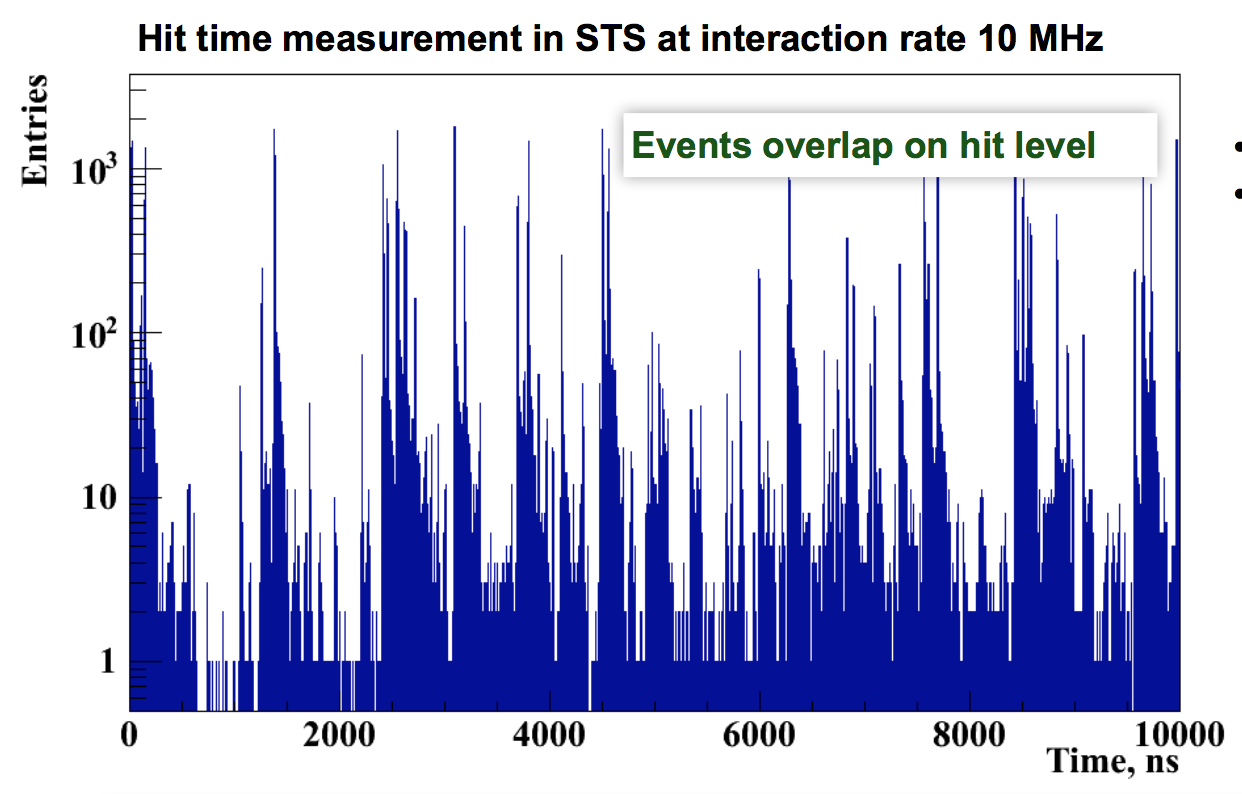 Hit time measurement in STS at interaction rate 10 MHz
Entries
Events overlap on hit level
10³
10²
10
1
0 2000 4000 6000 8000 10000
Time, ns